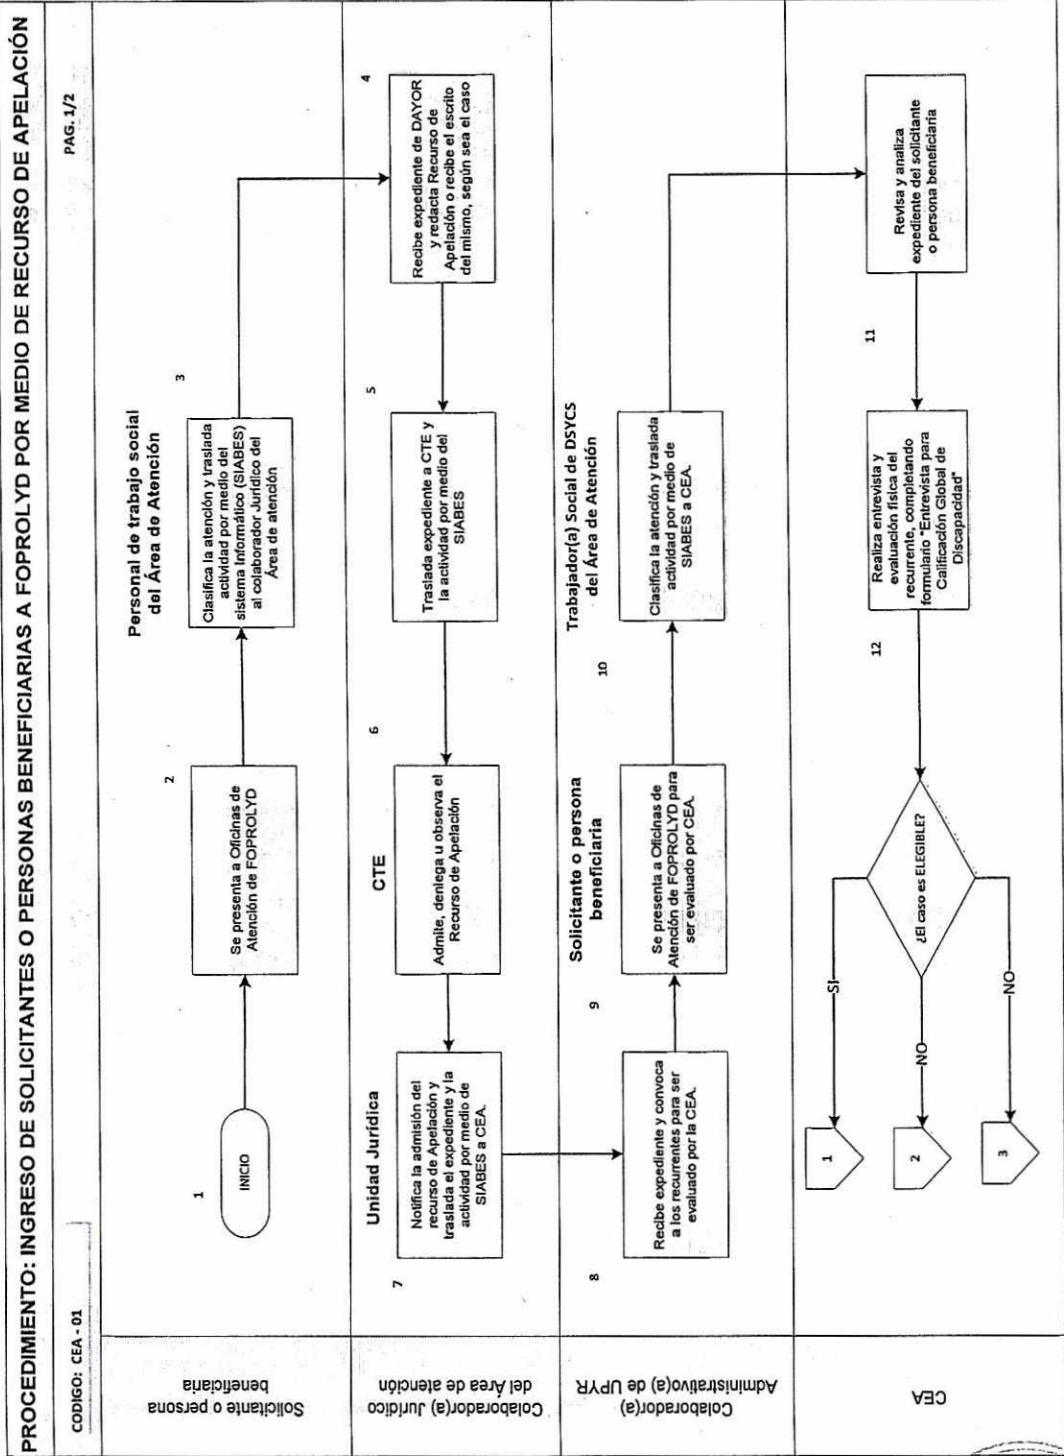 PROCEDIMIENTO: INGRESO DE SOLICITANTES O PERSONAS BENEFICIARIAS A FOPROLYD POR MEDIO DE RECURSO DE APELACIÓN
CODIGO: CEA - 01
PAG. 1/2
Solicitante o persona
beneficiaria
1
INICIO
2
Se presenta a Oficinas de
Atención de FOPROLYD
Personal de trabajo social
del Área de Atención
3
Clasifica la atención y traslada
actividad por medio del
sistema Informático (SIABES)
al colaborador Jurídico del
Área de atención
Colaborador(a) Jurídico
del Área de atención
4
Recibe expediente de DAYOR
y redacta Recurso de
Apelación o recibe el escrito
del mismo, según sea el caso
5
Traslada expediente a CTE y
la actividad por medio del
SIABES
CTE
6
Admite, deniega u observa el
Recurso de Apelación
Unidad Jurídica
7
Notifica la admisión del
recurso de Apelación y
traslada el expediente y la
actividad por medio de
SIABES a CEA.
Colaborador(a)
Administrativo(a) de UPYR
8
Recibe expediente y convoca
a los recurrentes para ser
evaluado por la CEA.
Solicitante o persona
beneficiaria
9
Se presenta a Oficinas de
Atención de FOPROLYD para
ser evaluado por CEA.
Trabajador(a) Social de DSYCS
del Área de Atención
10
Clasifica la atención y traslada
actividad por medio de
SIABES a CEA.
CEA
11
Revisa y analiza
expediente del solicitante
o persona beneficiaria
12
Realiza entrevista y
evaluación física del
recurrente, completando
formulario "Entrevista para
Calificación Global de
Discapacidad"
¿El caso es ELEGIBLE?
SI
1
NO
2
NO
3